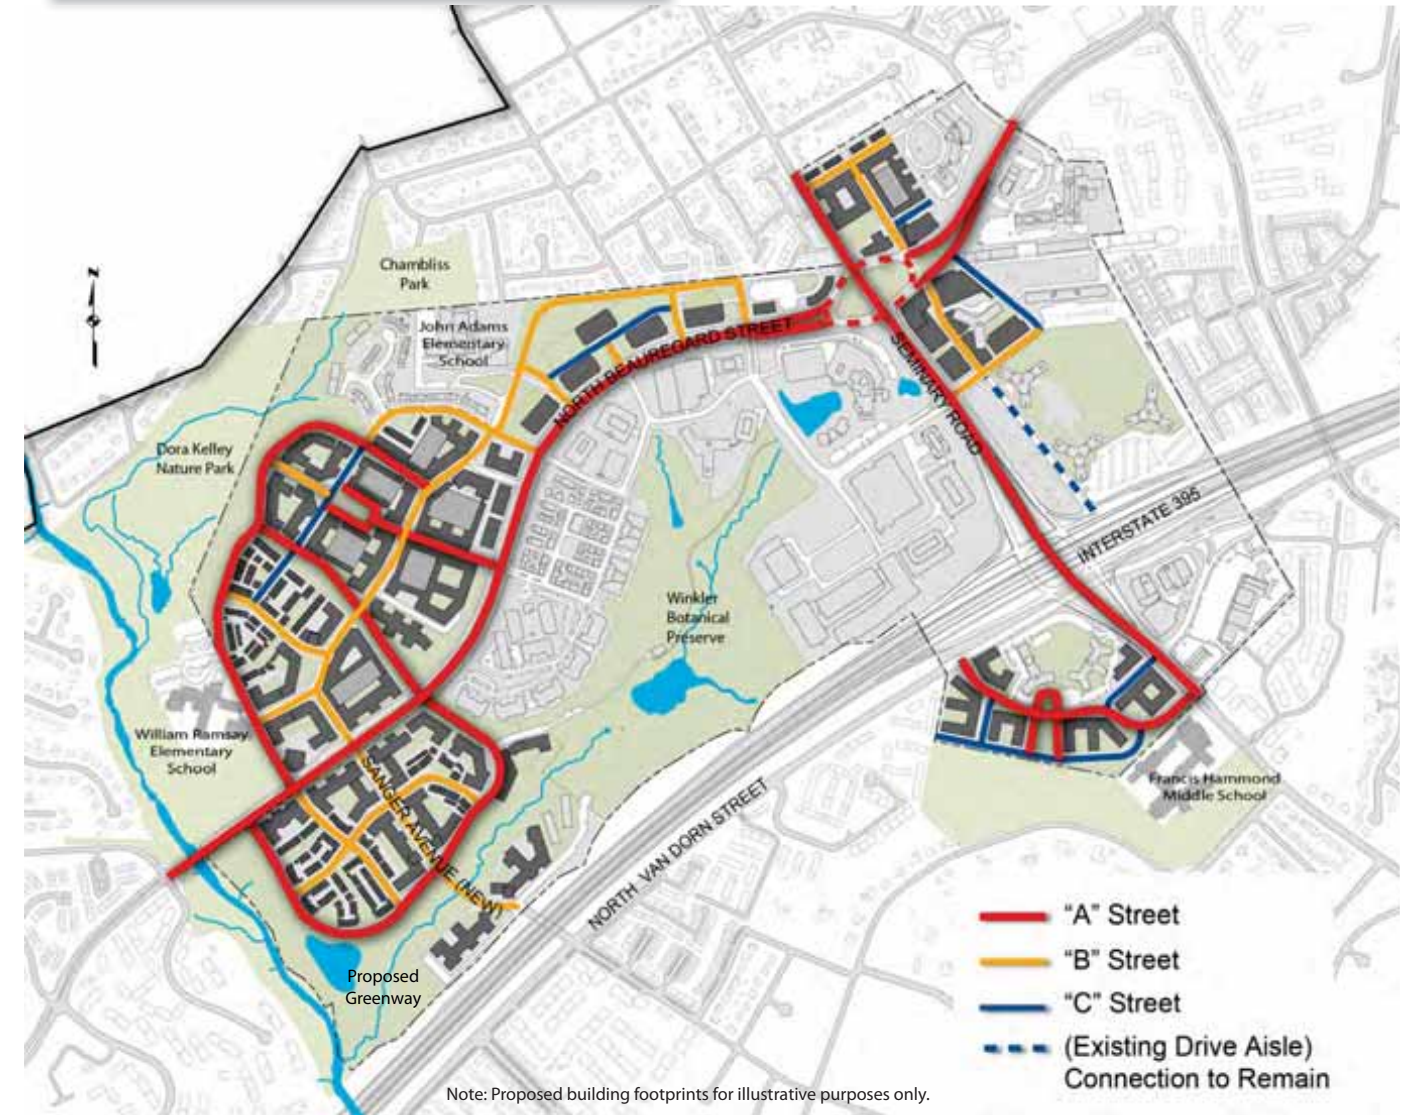 Chambliss
Park
John Adams
Elementary
School
NORTH BEAUREGARD STREET
SEMINARY ROAD
Dora Kelley
Nature Park
INTERSTATE 395
Winkler
Botanical
Preserve
William Ramsay
Elementary
School
SANGER AVENUE (NEW)
NORTH VAN DORN STREET
Francis Hammond
Middle School
Proposed
Greenway
"A" Street
"B" Street
"C" Street
(Existing Drive Aisle)
Connection to Remain
Note: Proposed building footprints for illustrative purposes only.
z